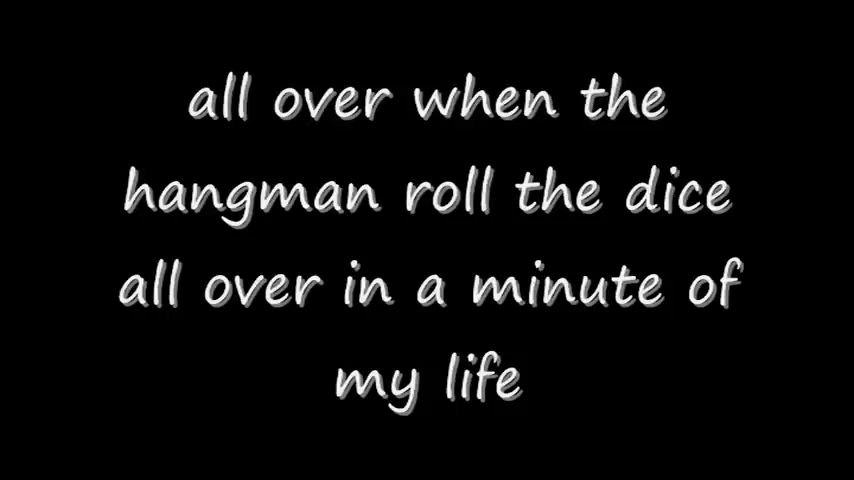 all over when the
hangman roll the dice
all over in a minute of
my life